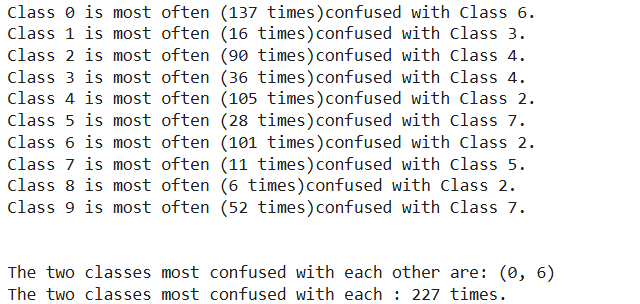 Class 0 is most often (137 times)confused with Class 6.
Class 1 is most often (16 times)confused with Class 3.
Class 2 is most often (90 times)confused with Class 4.
Class 3 is most often (36 times)confused with Class 4.
Class 4 is most often (105 times)confused with Class 2.
Class 5 is most often (28 times)confused with Class 7.
Class 6 is most often (101 times)confused with Class 2.
Class 7 is most often (11 times)confused with Class 5.
Class 8 is most often (6 times)confused with Class 2.
Class 9 is most often (52 times)confused with Class 7.
The two classes most confused with each other are: (0, 6)
The two classes most confused with each : 227 times.